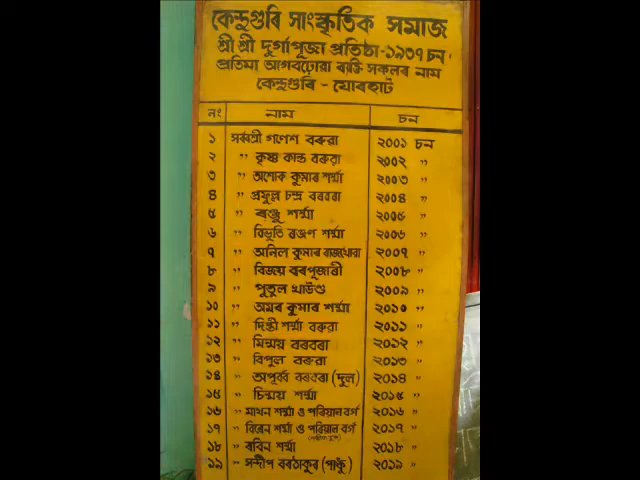 কেন্দুগুৰি সাংস্কৃতিক সমাজ
শ্ৰী শ্ৰী দুৰ্গাপূজা প্ৰতিষ্ঠা-১৯৩৭ চন
প্ৰতিমা আগবঢ়োৱা ব্যক্তি সকলৰ নাম
কেন্দুগুৰি - যোৰহাট
নং নাম চন
১ সৰ্ব্বশ্ৰী গণেশ বৰুৱা ২০০১ চন
২ " কৃষ্ণ কান্ত বৰুৱা ২০০২ "
৩ " অশোক কুমাৰ শৰ্ম্মা ২০০৩ "
৪ " প্ৰফুল্ল চন্দ্ৰ বৰবৰা ২০০৪ "
৫ " ৰঞ্জু শৰ্ম্মা ২০০৫ "
৬ " বিভূতি ৰঞ্জণ শৰ্ম্মা ২০০৬ "
৭ " অনিল কুমাৰ ৰাজখোৱা ২০০৭ "
৮ " বিজয় বৰপূজাৰী ২০০৮ "
৯ " পুতুল খাউণ্ড ২০০৯ "
১০ " অমৰ কুমাৰ শৰ্ম্মা ২০১০ "
১১ " দিপ্তী শৰ্ম্মা বৰুৱা ২০১১ "
১২ " মিন্ময় বৰবৰা ২০১২ "
১৩ " বিপুল বৰুৱা ২০১৩ "
১৪ " অপূৰ্ব্ব বৰবৰা (দুল) ২০১৪ "
১৫ " চিন্ময় শৰ্ম্মা ২০১৫ "
১৬ " মাখন শৰ্ম্মা ও পৰিয়াল বৰ্গ ২০১৬ "
১৭ " বিৰেন শৰ্ম্মা ও পৰিয়াল বৰ্গ ২০১৭ "
১৮ " ৰবিন শৰ্ম্মা ২০১৮ "
১৯ " সন্দীপ বৰঠাকুৰ (পাৰ্কু) ২০১৯ "